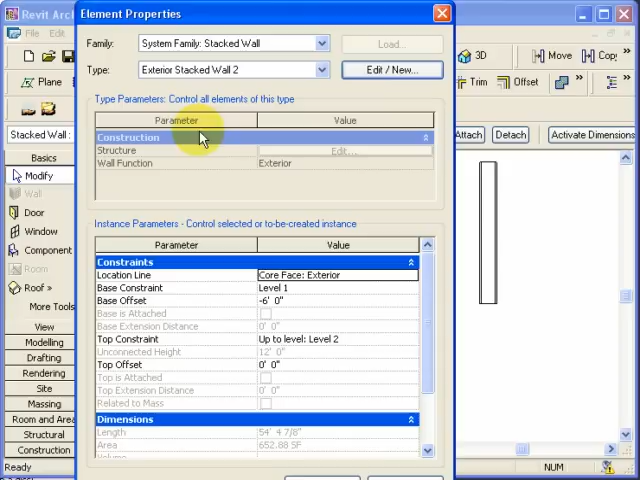 Revit Arc
Element Properties
File
Edit
Family:
System Family: Stacked Wall
Load...
3D
Move
Copy
Type:
Exterior Stacked Wall 2
Edit / New...
Plane
Trim
Offset
Type Parameters: Control all elements of this type
Parameter
Value
Stacked Wall :
Construction
Attach
Detach
Activate Dimensions
Structure
Edit...
Basics
Wall Function
Exterior
Modify
Wall
Door
Instance Parameters - Control selected or to-be-created instance
Window
Parameter
Value
Component
Constraints
Room
Location Line
Core Face: Exterior
Roof »
Base Constraint
Level 1
Base Offset
-6' 0"
More Tools
Base is Attached
View
Base Extension Distance
0' 0"
Modelling
Top Constraint
Up to level: Level 2
Drafting
Unconnected Height
12' 0"
Rendering
Top Offset
0' 0"
Site
Top is Attached
Massing
Top Extension Distance
0' 0"
Room and Area
Related to Mass
Structural
Dimensions
Construction
Length
54' 4 7/8"
Area
652.88 SF
Ready
Volume
NUM